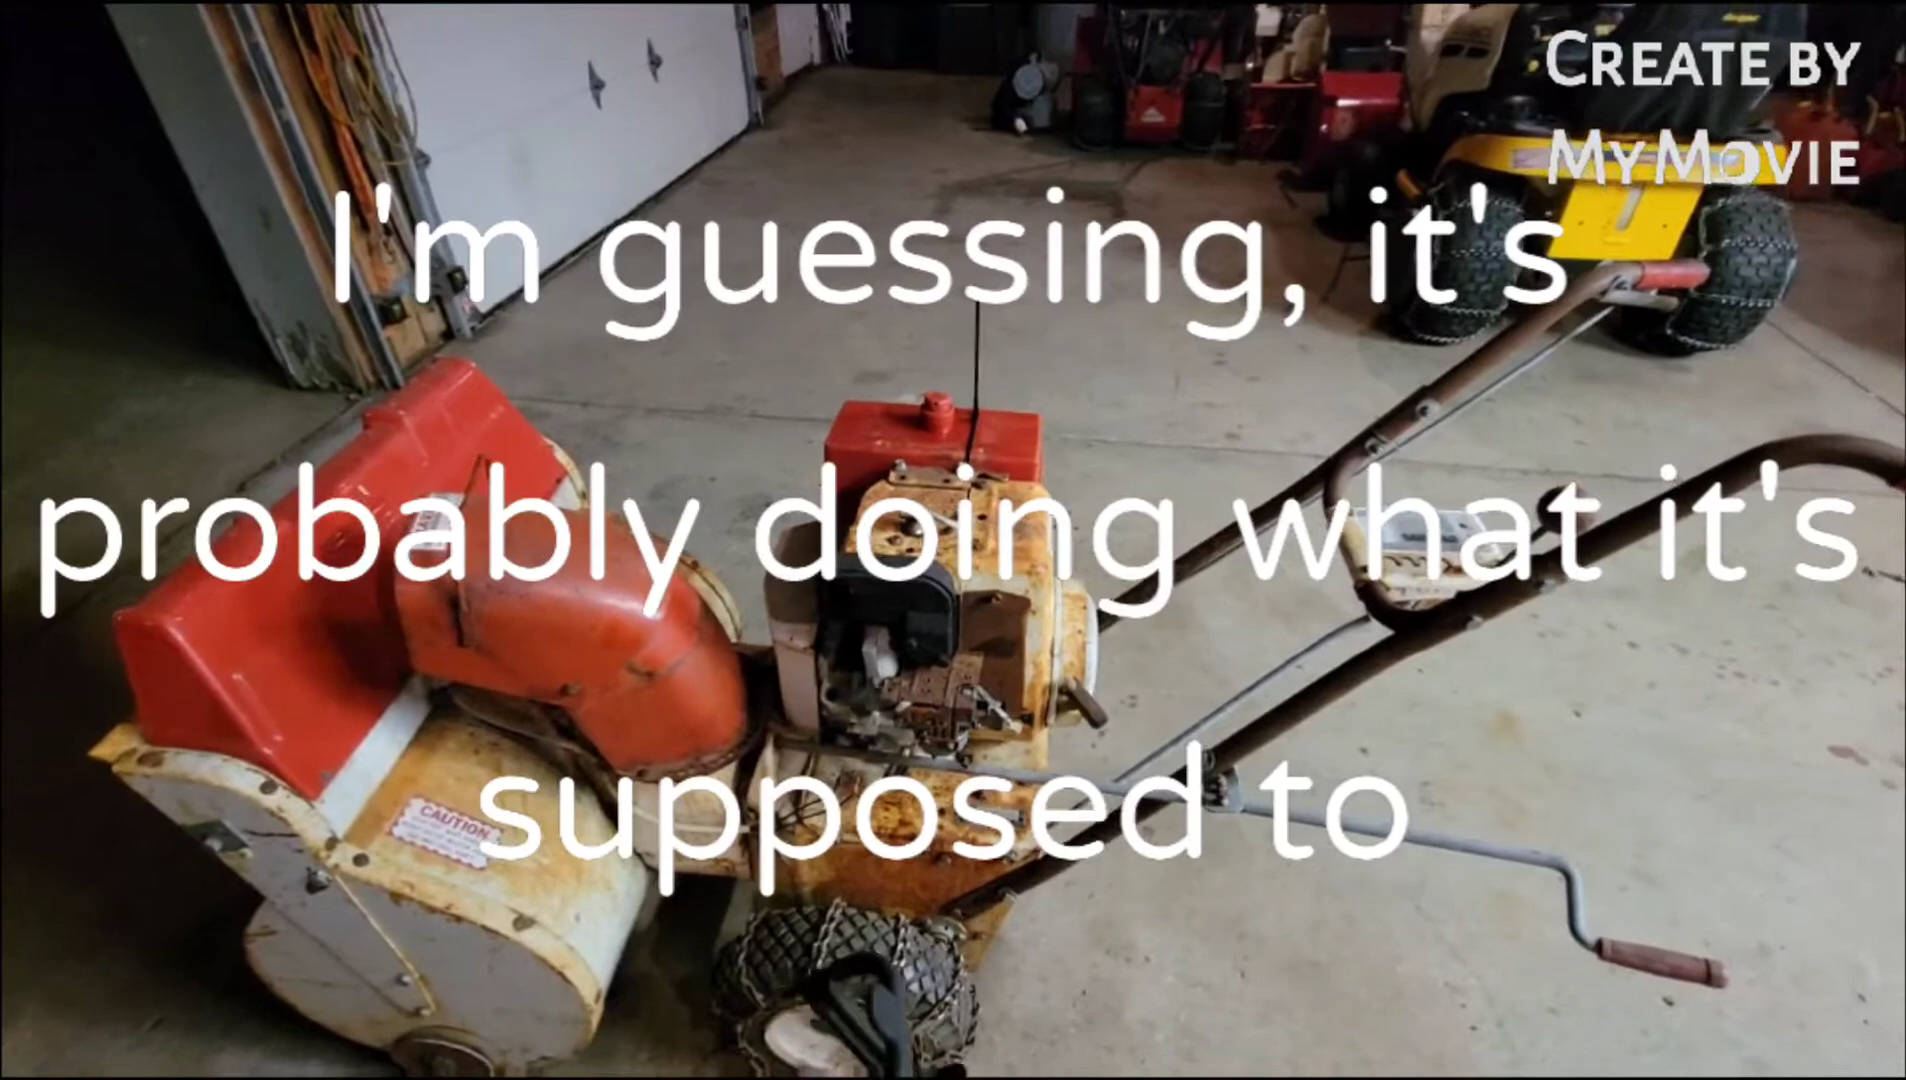 CREATE BY
MYMOVIE
I'm guessing, it's
probably doing what it's
supposed to
CAUTION